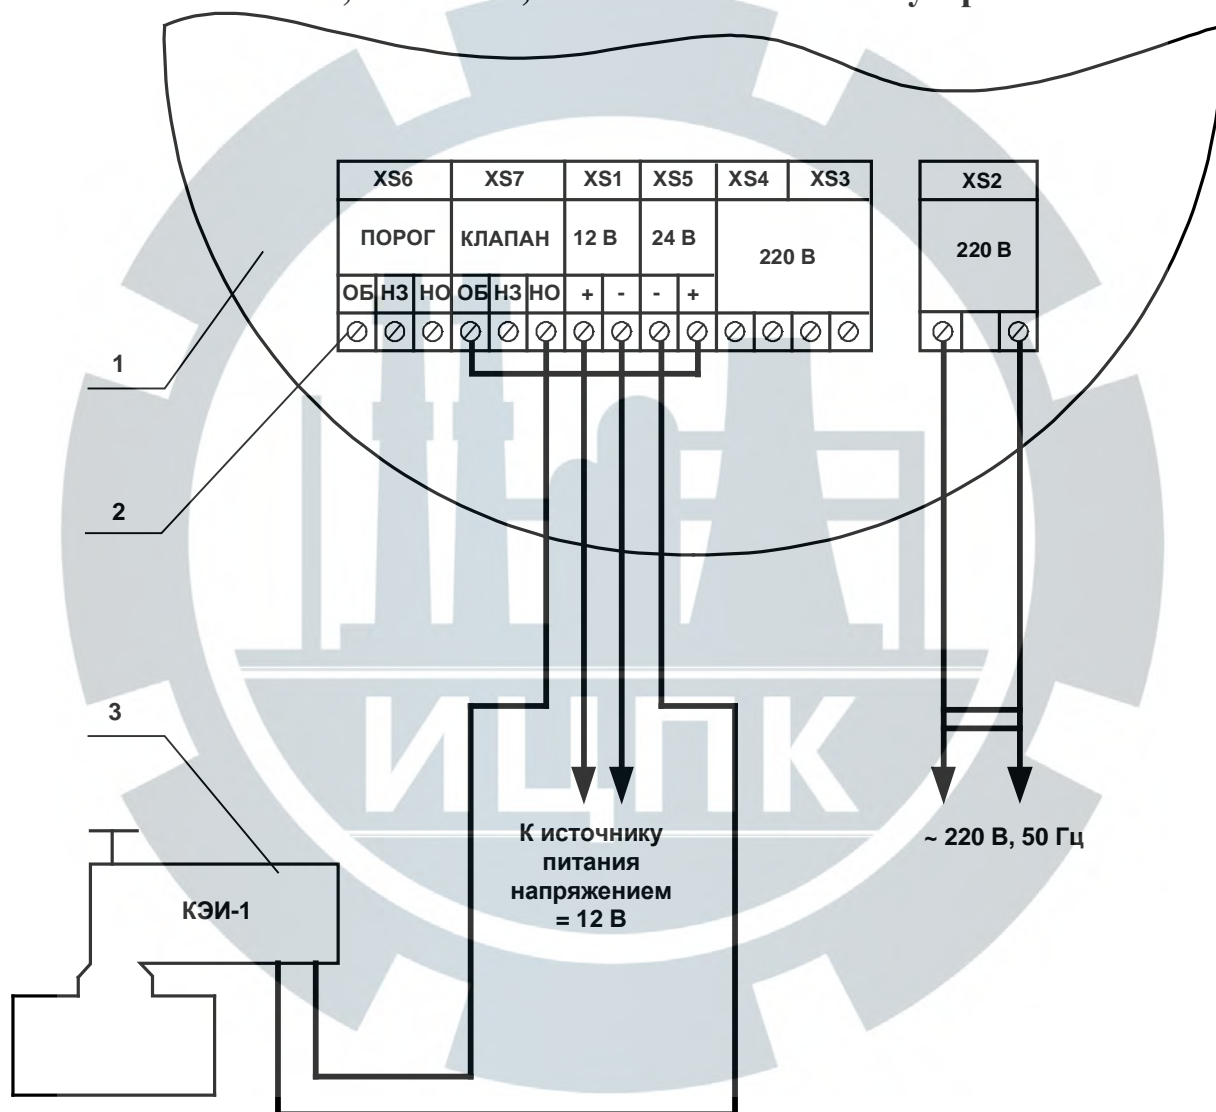 XS6 XS7 XS1 XS5 XS4 XS3 XS2
ПОРОГ КЛАПАН 12 В 24 В 220 В 220 В
ОБ НЗ НО ОБ НЗ НО + - - +
1
2
3
ИЦПК
К источнику
питания
напряжением
= 12 В
~ 220 В, 50 Гц
КЭИ-1